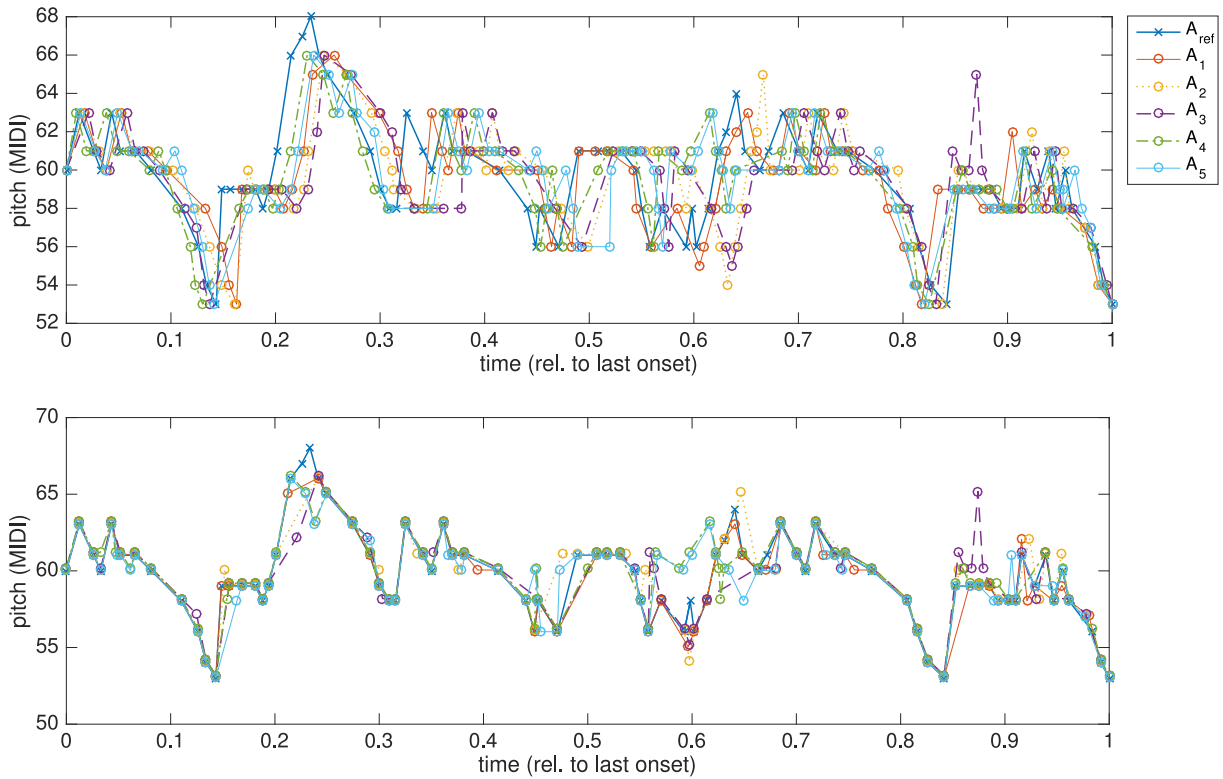 68
66
64
62
60
58
56
54
52
pitch (MIDI)
0 0.1 0.2 0.3 0.4 0.5 0.6 0.7 0.8 0.9 1
time (rel. to last onset)
A_ref
A_1
A_2
A_3
A_4
A_5
70
65
60
55
50
pitch (MIDI)
0 0.1 0.2 0.3 0.4 0.5 0.6 0.7 0.8 0.9 1
time (rel. to last onset)